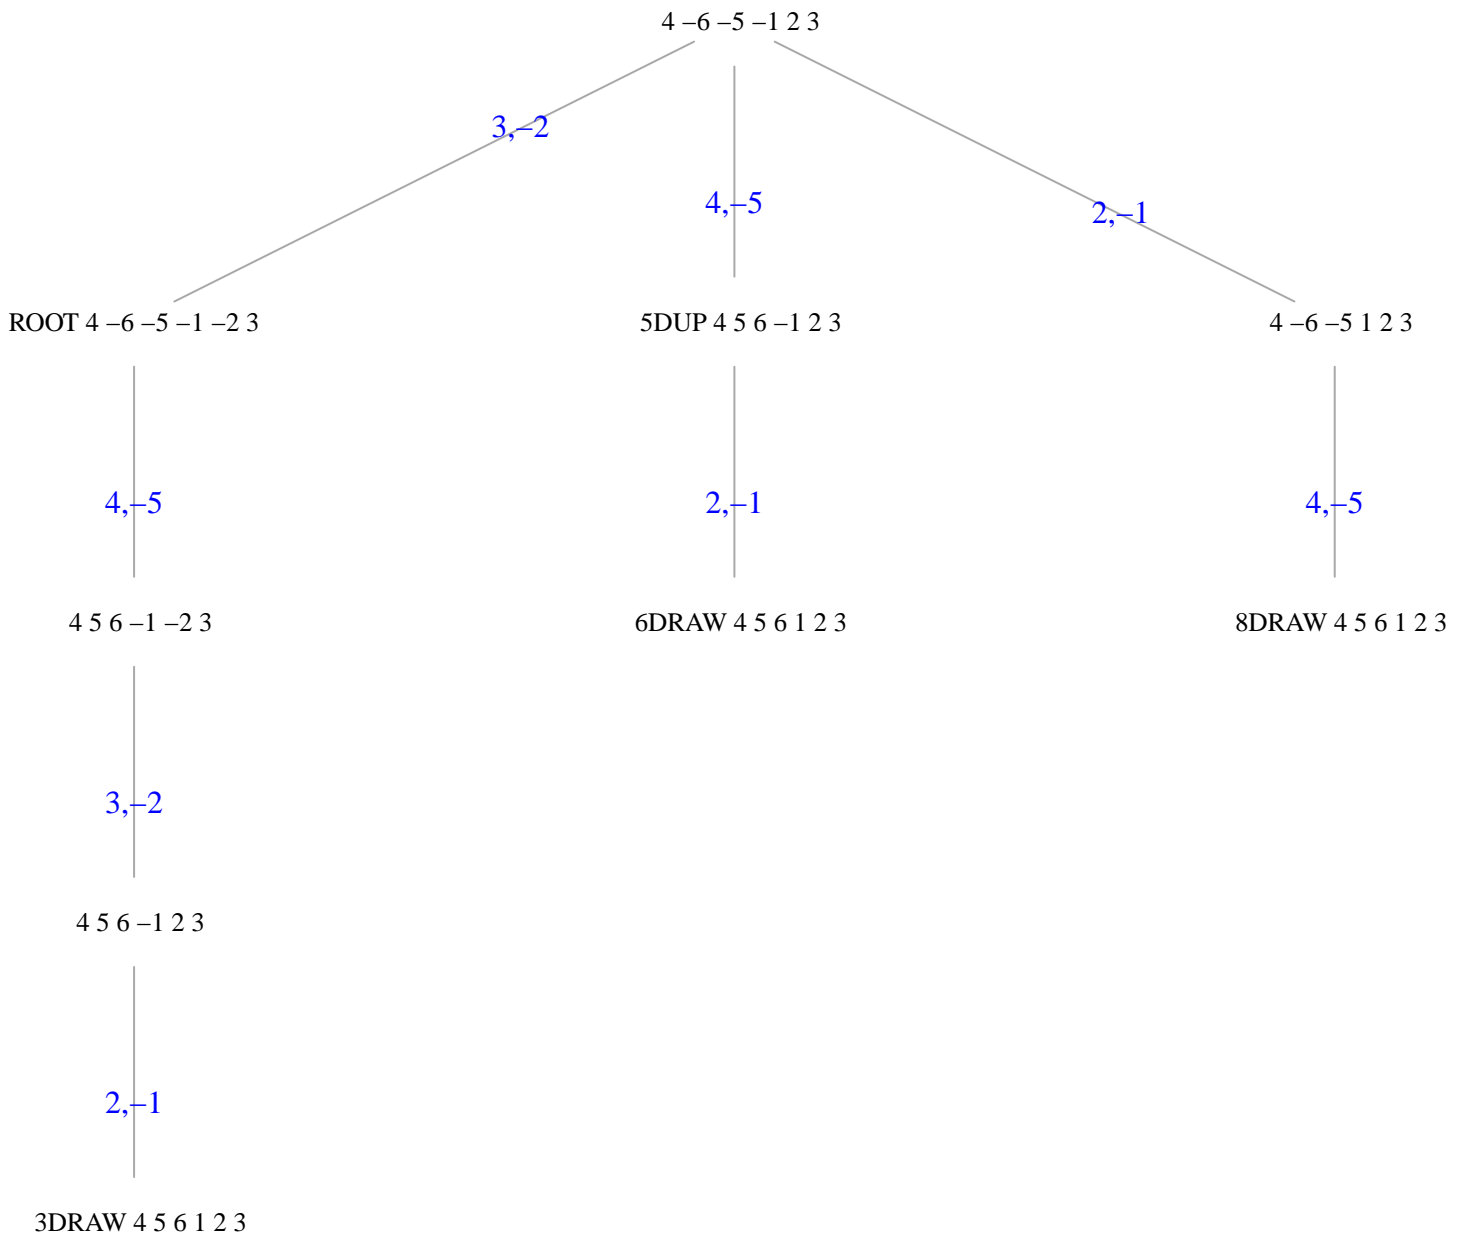 4 –6 –5 –1 2 3
3,–2
4,–5
2,–1
ROOT 4 –6 –5 –1 –2 3
5DUP 4 5 6 –1 2 3
4 –6 –5 1 2 3
4,–5
2,–1
4,–5
4 5 6 –1 –2 3
6DRAW 4 5 6 1 2 3
8DRAW 4 5 6 1 2 3
3,–2
4 5 6 –1 2 3
2,–1
3DRAW 4 5 6 1 2 3